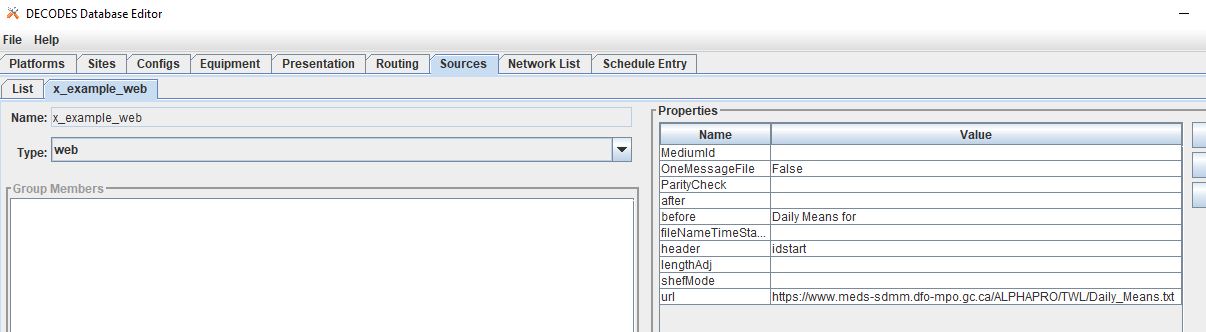 DECODES Database Editor
File Help
Platforms Sites Configs Equipment Presentation Routing Sources Network List Schedule Entry
List x_example_web
Name: x_example_web
Type: web
Group Members
Properties
Name Value
MediumId
OneMessageFile False
ParityCheck
after
before Daily Means for
fileNameTimeSta...
header idstart
lengthAdj
shefMode
url https://www.meds-sdmm.dfo-mpo.gc.ca/ALPHAPRO/TWL/Daily_Means.txt